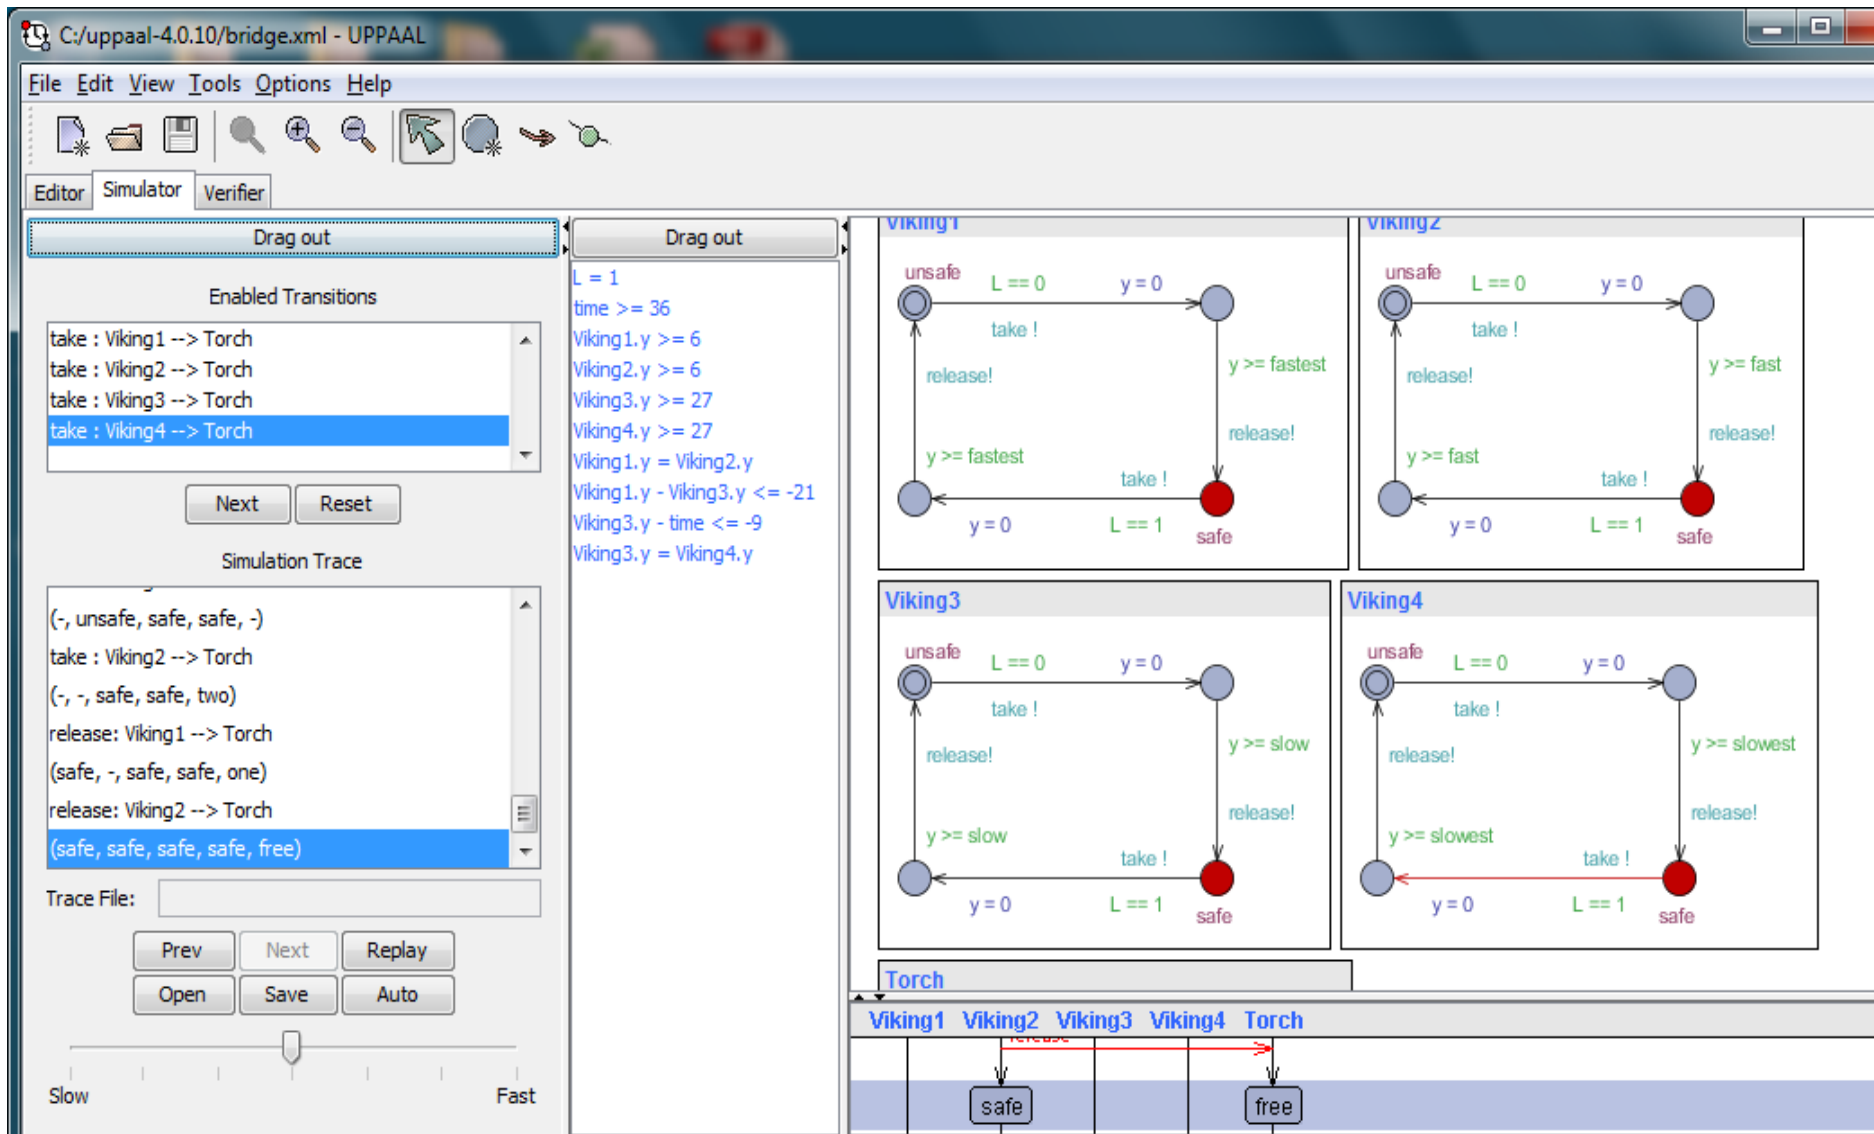 C:/uppaal-4.0.10/bridge.xml - UPPAAL
File Edit View Tools Options Help
Editor Simulator Verifier
Drag out
Enabled Transitions
take : Viking1 --> Torch
take : Viking2 --> Torch
take : Viking3 --> Torch
take : Viking4 --> Torch
Next Reset
Simulation Trace
(-, unsafe, safe, safe, -)
take : Viking2 --> Torch
(-, -, safe, safe, two)
release: Viking1 --> Torch
(safe, -, safe, safe, one)
release: Viking2 --> Torch
(safe, safe, safe, safe, free)
Trace File:
Prev Next Replay
Open Save Auto
Slow Fast
Drag out
L = 1
time >= 36
Viking1.y >= 6
Viking2.y >= 6
Viking3.y >= 27
Viking4.y >= 27
Viking1.y = Viking2.y
Viking1.y - Viking3.y <= -21
Viking3.y - time <= -9
Viking3.y = Viking4.y
Viking1
unsafe
L == 0 y = 0
take !
y >= fastest
release!
release!
y >= fastest
take !
y = 0 L == 1
safe
Viking2
unsafe
L == 0 y = 0
take !
y >= fast
release!
release!
y >= fast
take !
y = 0 L == 1
safe
Viking3
unsafe
L == 0 y = 0
take !
y >= slow
release!
release!
y >= slow
take !
y = 0 L == 1
safe
Viking4
unsafe
L == 0 y = 0
take !
y >= slowest
release!
release!
y >= slowest
take !
y = 0 L == 1
safe
Torch
Viking1 Viking2 Viking3 Viking4 Torch
release
safe free